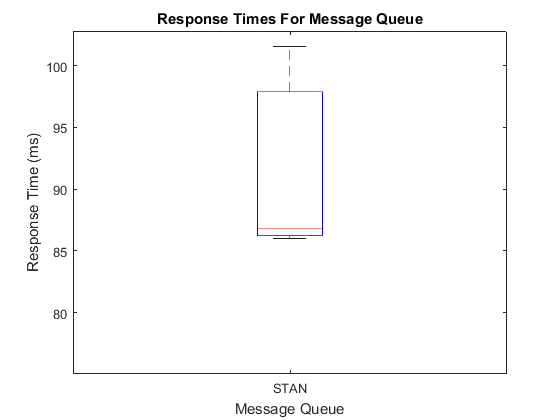 Response Times For Message Queue
Response Time (ms)
100
95
90
85
80
STAN
Message Queue